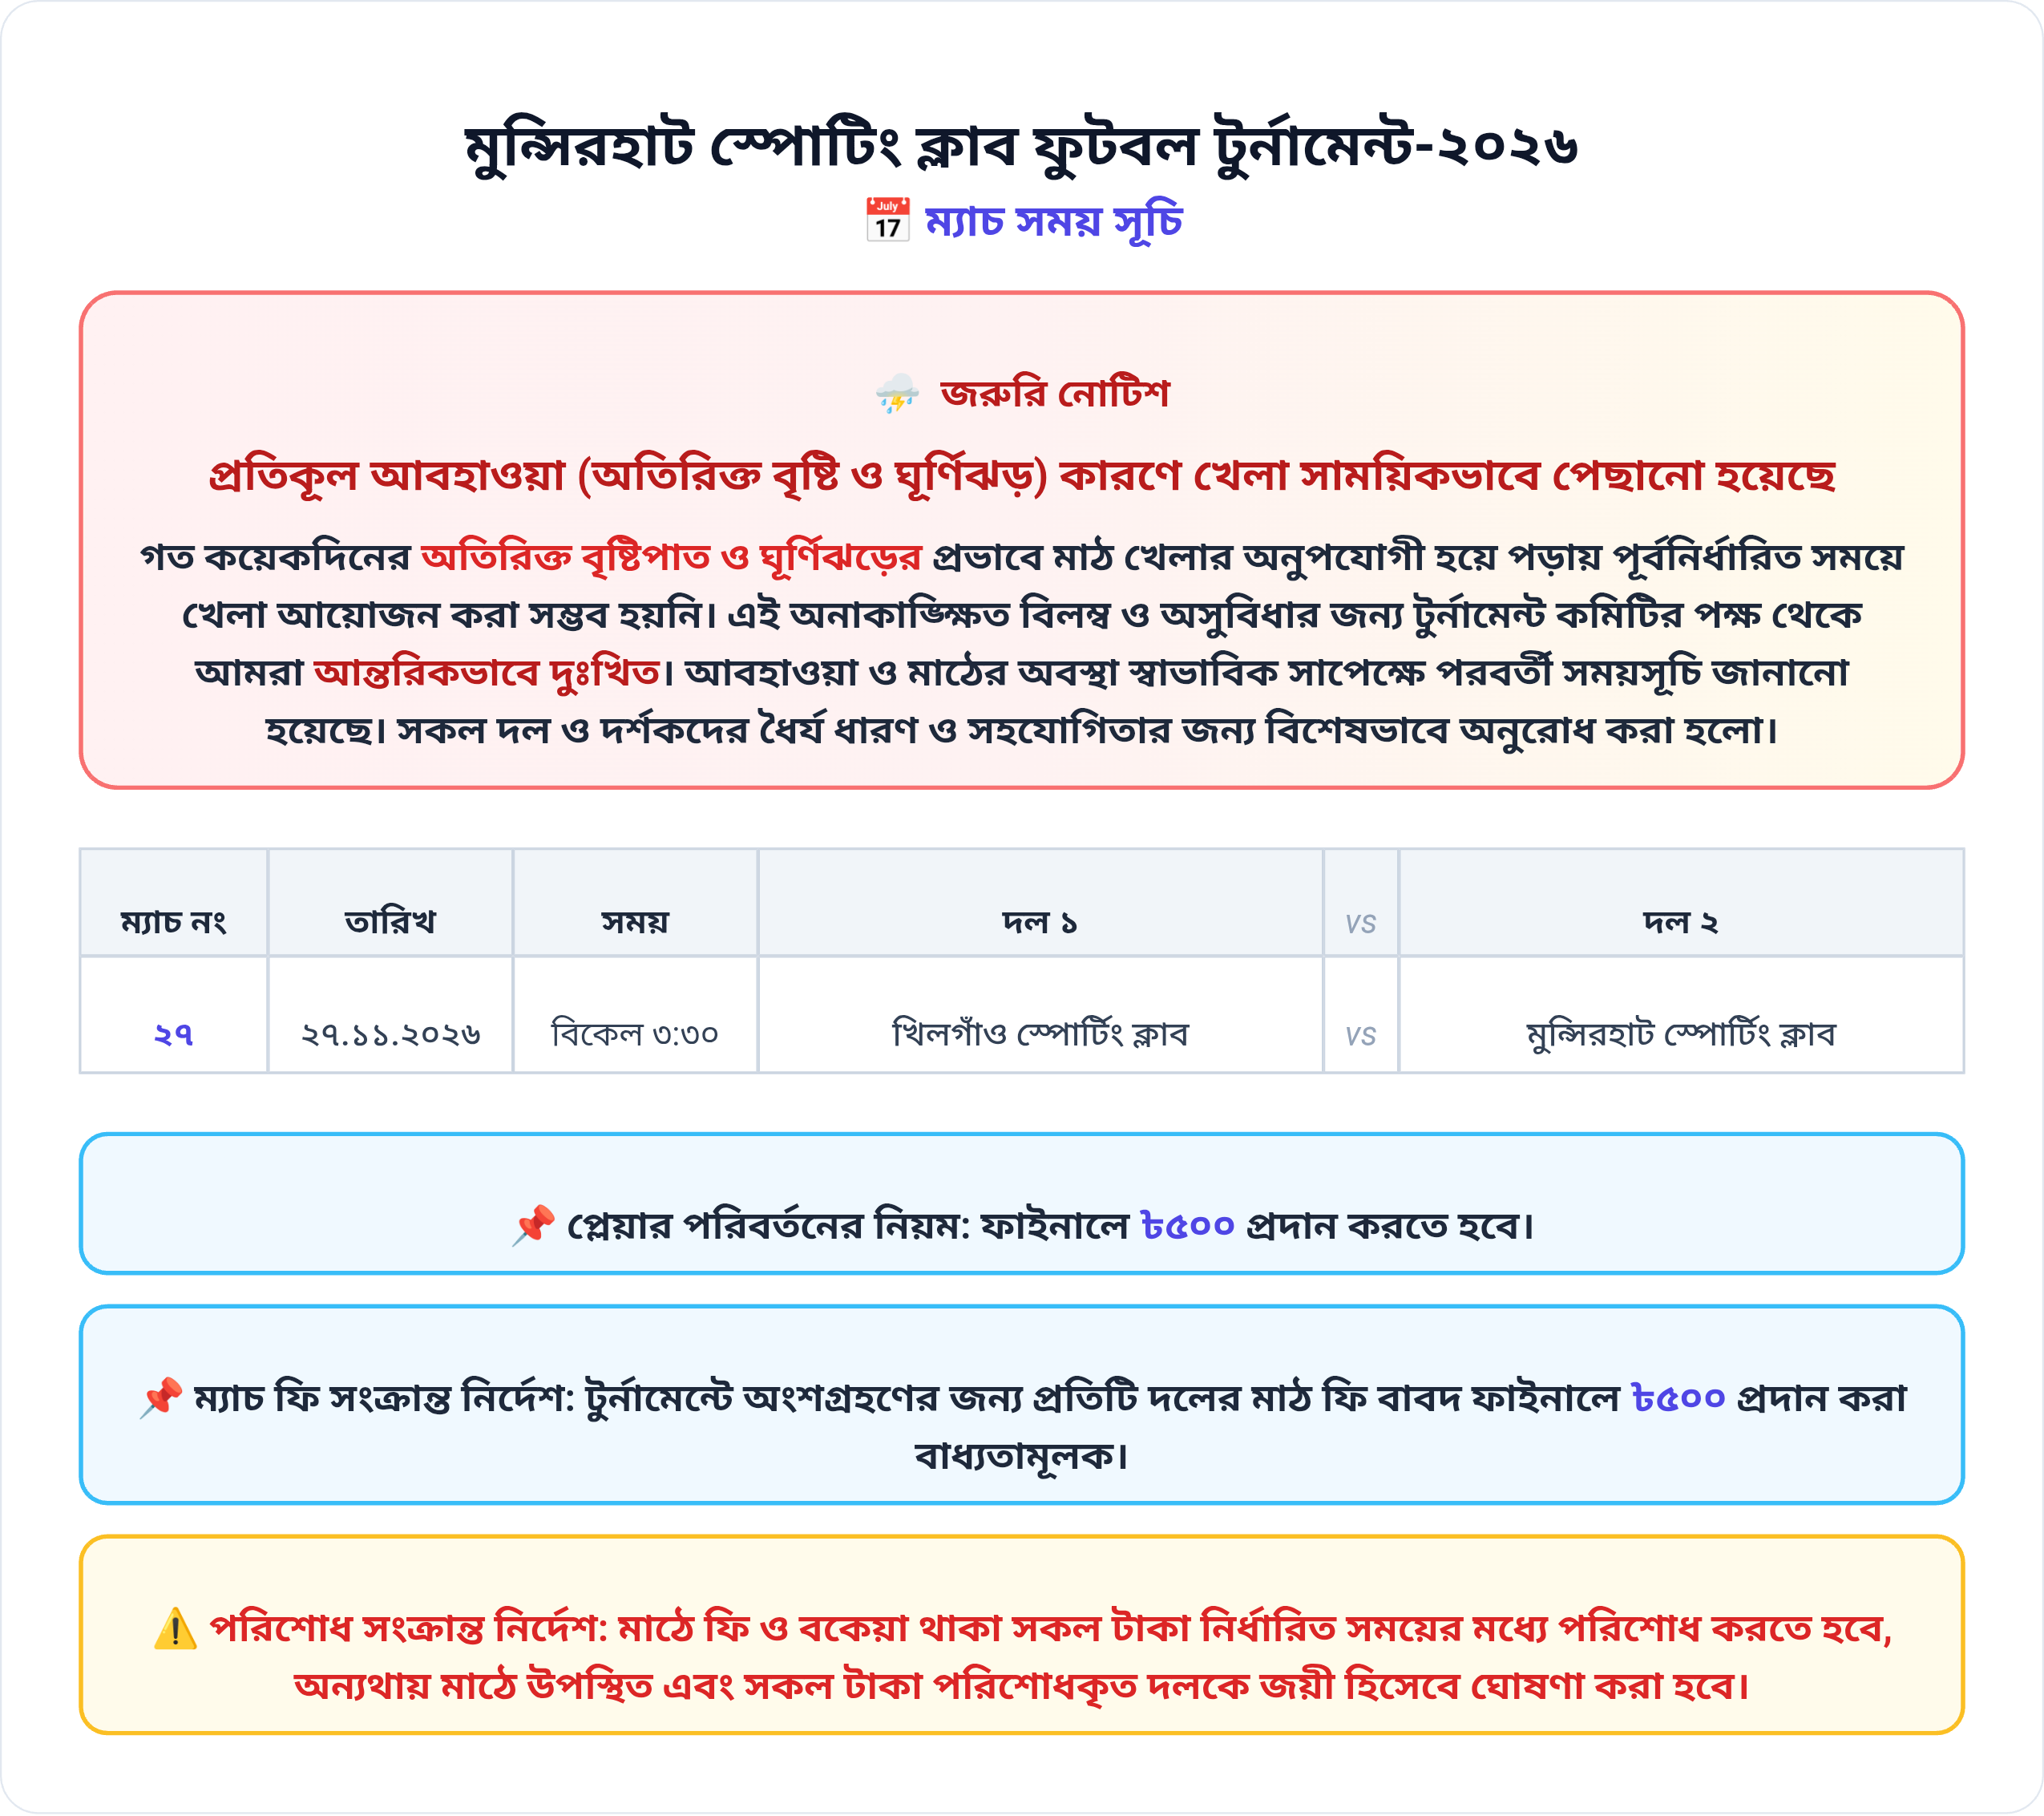 মুন্সিরহাট স্পোটিং ক্লাব ফুটবল টুর্নামেন্ট-২০২৬
📅 ম্যাচ সময় সূচি
⛈️ জরুরি নোটিশ
প্রতিকূল আবহাওয়া (অতিরিক্ত বৃষ্টি ও ঘূর্ণিঝড়) কারণে খেলা সাময়িকভাবে পেছানো হয়েছে
গত কয়েকদিনের অতিরিক্ত বৃষ্টিপাত ও ঘূর্ণিঝড়ের প্রভাবে মাঠ খেলার অনুপযোগী হয়ে পড়ায় পূর্বনির্ধারিত সময়ে
খেলা আয়োজন করা সম্ভব হয়নি। এই অনাকাঙ্ক্ষিত বিলম্ব ও অসুবিধার জন্য টুর্নামেন্ট কমিটির পক্ষ থেকে
আমরা আন্তরিকভাবে দুঃখিত। আবহাওয়া ও মাঠের অবস্থা স্বাভাবিক সাপেক্ষে পরবর্তী সময়সূচি জানানো
হয়েছে। সকল দল ও দর্শকদের ধৈর্য ধারণ ও সহযোগিতার জন্য বিশেষভাবে অনুরোধ করা হলো।
ম্যাচ নং তারিখ সময় দল ১ vs দল ২
২৭ ২৭.১১.২০২৬ বিকেল ৩:৩০ খিলগাঁও স্পোর্টিং ক্লাব vs মুন্সিরহাট স্পোর্টিং ক্লাব
📌 প্লেয়ার পরিবর্তনের নিয়ম: ফাইনালে ৳৫০০ প্রদান করতে হবে।
📌 ম্যাচ ফি সংক্রান্ত নির্দেশ: টুর্নামেন্টে অংশগ্রহণের জন্য প্রতিটি দলের মাঠ ফি বাবদ ফাইনালে ৳৫০০ প্রদান করা
বাধ্যতামূলক।
⚠️ পরিশোধ সংক্রান্ত নির্দেশ: মাঠে ফি ও বকেয়া থাকা সকল টাকা নির্ধারিত সময়ের মধ্যে পরিশোধ করতে হবে,
অন্যথায় মাঠে উপস্থিত এবং সকল টাকা পরিশোধকৃত দলকে জয়ী হিসেবে ঘোষণা করা হবে।